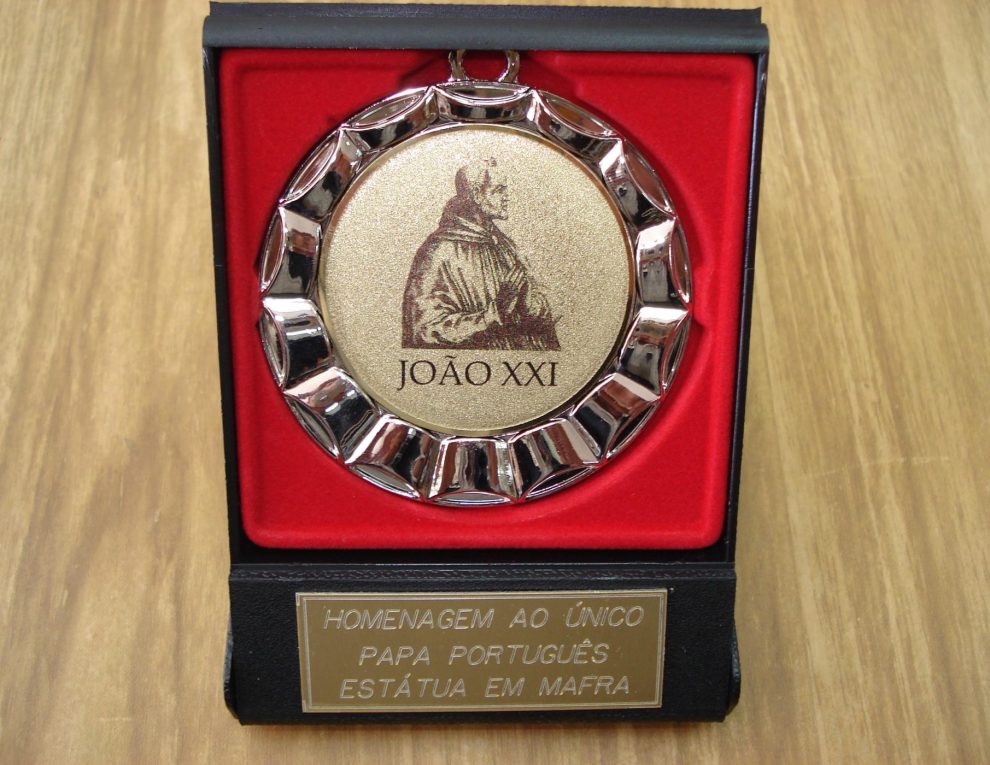 JOÃO XXI
HOMENAGEM AO ÚNICO
PAPA PORTUGUÊS
ESTÁTUA EM MAFRA